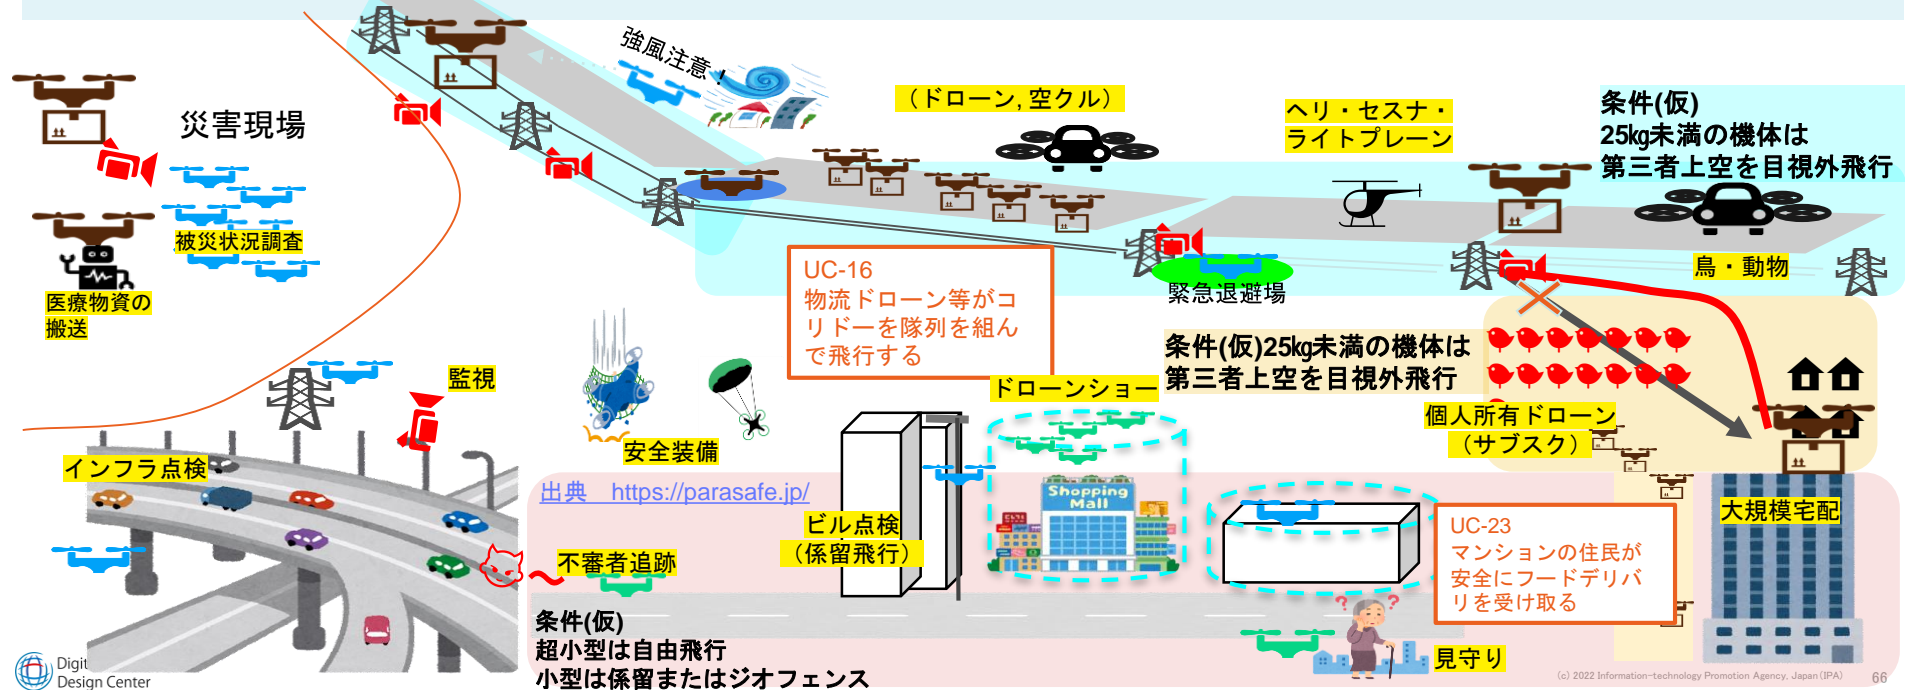 強風注意！
災害現場
被災状況調査
医療物資の
搬送
（ドローン, 空クル）
ヘリ・セスナ・
ライトプレーン
条件(仮)
25kg未満の機体は
第三者上空を目視外飛行
鳥・動物
緊急退避場
UC-16
物流ドローン等がコ
リドーを隊列を組ん
で飛行する
条件(仮)25kg未満の機体は
第三者上空を目視外飛行
監視
安全装備
ドローンショー
個人所有ドローン
（サブスク）
インフラ点検
出典　https://parasafe.jp/
ビル点検
（係留飛行）
Shopping
Mall
大規模宅配
UC-23
マンションの住民が
安全にフードデリバ
リを受け取る
不審者追跡
条件(仮)
超小型は自由飛行
小型は係留またはジオフェンス
? ?
見守り
Digit
Design Center
(c) 2022 Information-technology Promotion Agency, Japan(IPA)
66